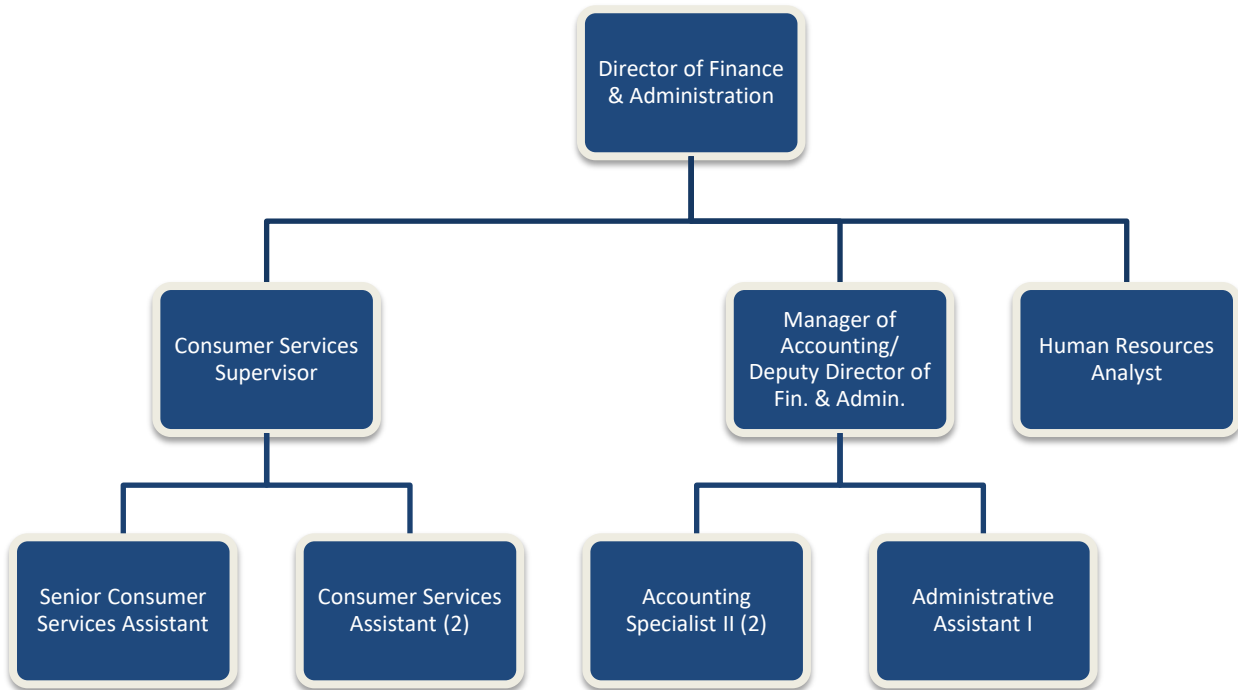 Director of Finance
& Administration
Consumer Services
Supervisor
Manager of
Accounting/
Deputy Director of
Fin. & Admin.
Human Resources
Analyst
Senior Consumer
Services Assistant
Consumer Services
Assistant (2)
Accounting
Specialist II (2)
Administrative
Assistant I